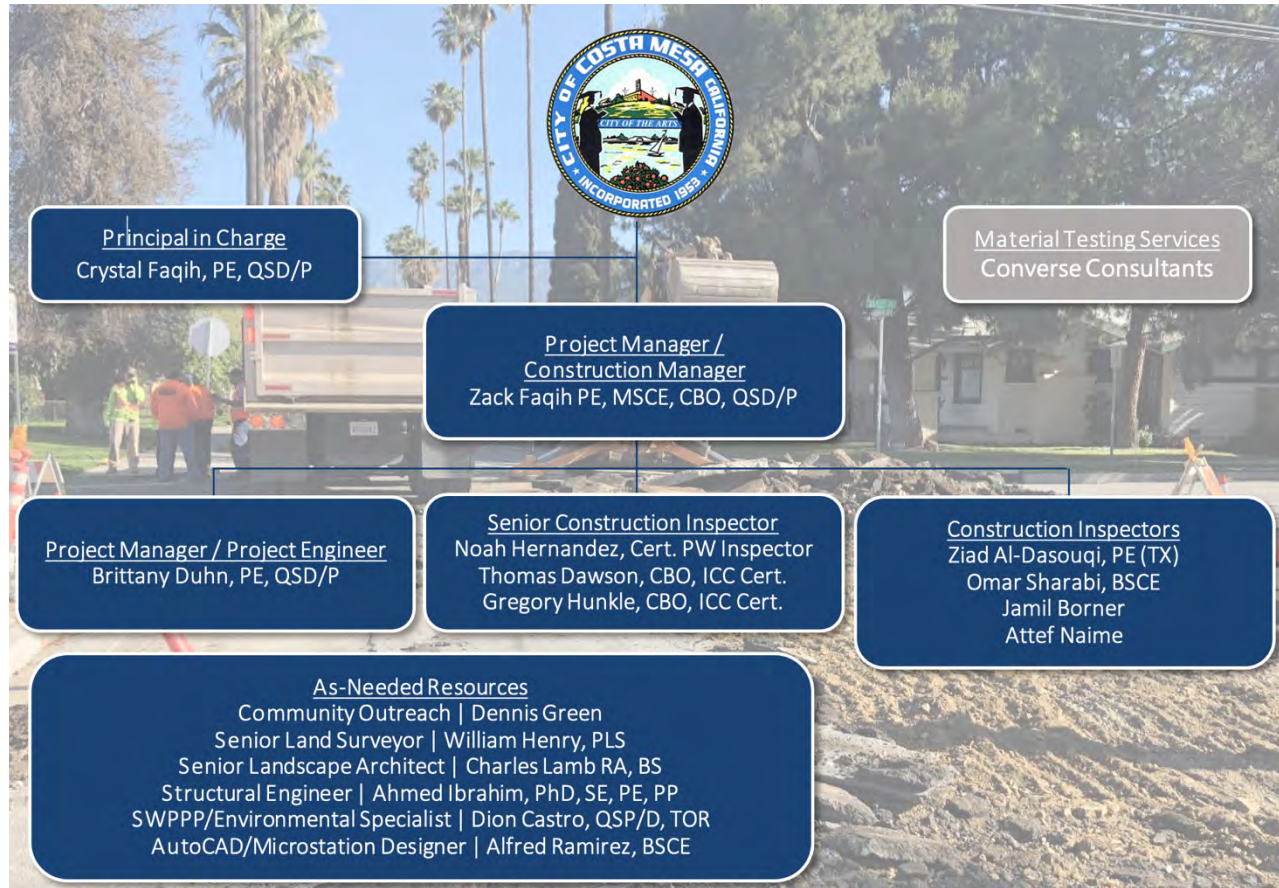 CITY OF COSTA MESA CALIFORNIA
CITY OF THE ARTS
★ INCORPORATED 1953 ★
Principal in Charge
Crystal Faqih, PE, QSD/P
Material Testing Services
Converse Consultants
Project Manager /
Construction Manager
Zack Faqih PE, MSCE, CBO, QSD/P
Project Manager / Project Engineer
Brittany Duhn, PE, QSD/P
Senior Construction Inspector
Noah Hernandez, Cert. PW Inspector
Thomas Dawson, CBO, ICC Cert.
Gregory Hunkle, CBO, ICC Cert.
Construction Inspectors
Ziad Al-Dasouqi, PE (TX)
Omar Sharabi, BSCE
Jamil Borner
Attef Naime
As-Needed Resources
Community Outreach | Dennis Green
Senior Land Surveyor | William Henry, PLS
Senior Landscape Architect | Charles Lamb RA, BS
Structural Engineer | Ahmed Ibrahim, PhD, SE, PE, PP
SWPPP/Environmental Specialist | Dion Castro, QSP/D, TOR
AutoCAD/Microstation Designer | Alfred Ramirez, BSCE